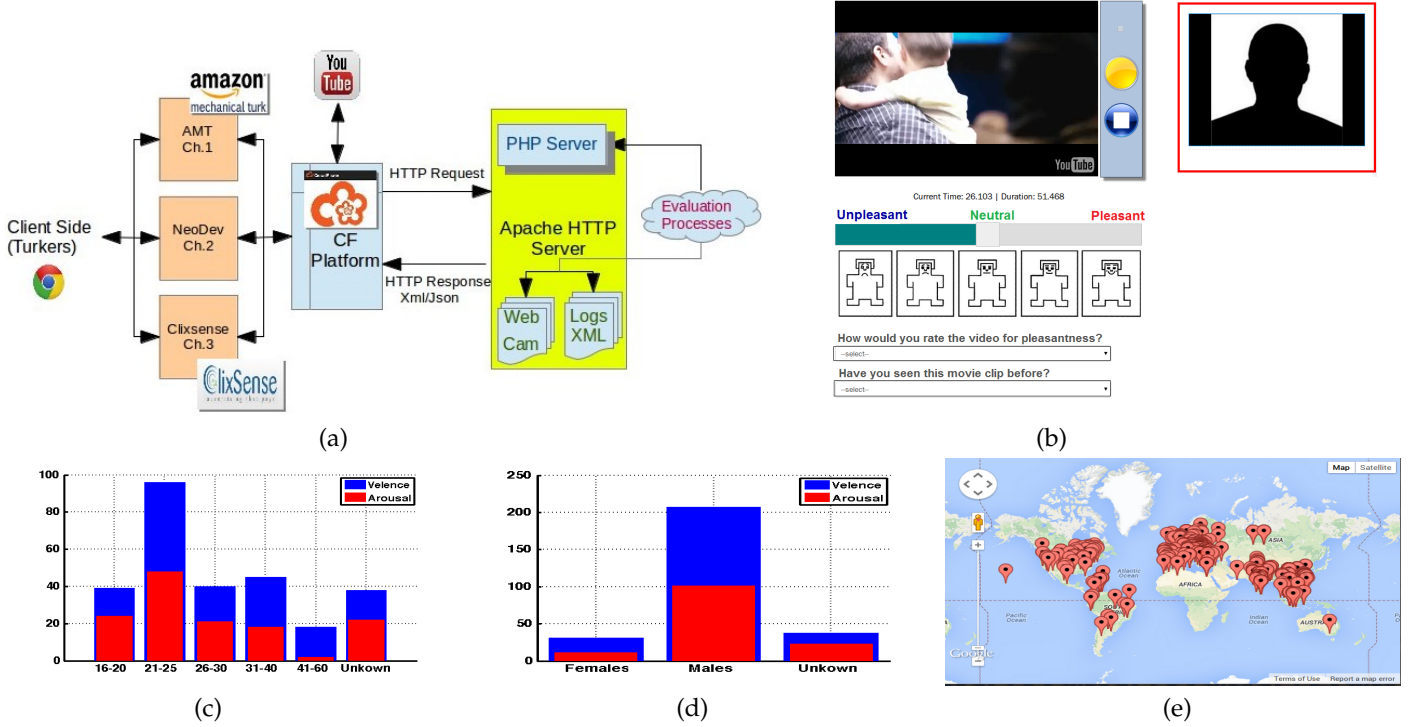 You
Tube
amazon
mechanical turk
AMT
Ch.1
NeoDev
Ch.2
Clixsense
Ch.3
ClixSense
Client Side
(Turkers)
CF
Platform
HTTP Request
HTTP Response
Xml/Json
PHP Server
Apache HTTP
Server
Web
Cam
Logs
XML
Evaluation
Processes
(a)
YouTube
Current Time: 26.103 | Duration: 51.468
Unpleasant Neutral Pleasant
How would you rate the video for pleasantness?
--select--
Have you seen this movie clip before?
--select--
(b)
100
80
60
40
20
0
Velence
Arousal
16-20 21-25 26-30 31-40 41-60 Unkown
(c)
250
200
150
100
50
0
Velence
Arousal
Females Males Unkown
(d)
Map Satellite
ASIA
Atlantic
Ocean
AFRICA
Pacific
Ocean
Indian
Ocean
Pacific
Ocean
Google
Terms of Use Report a map error
(e)